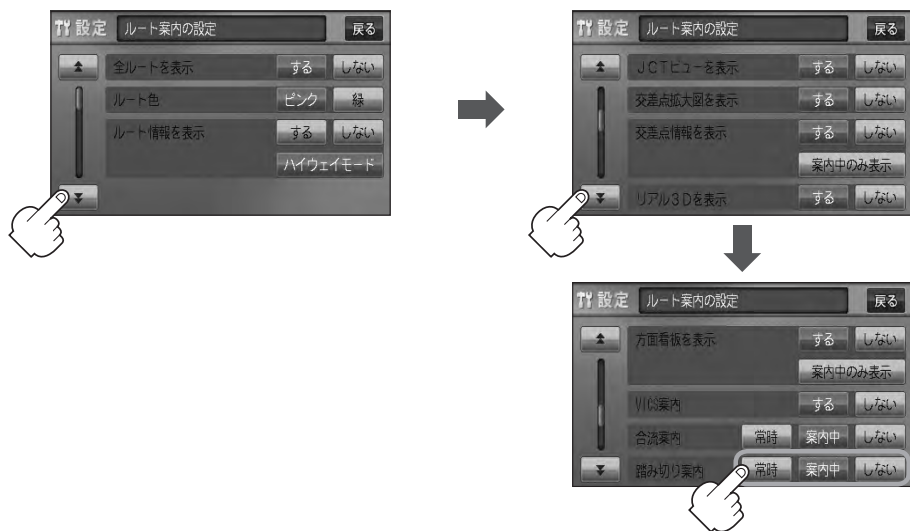 設定 ルート案内の設定 戻る
全ルートを表示 する しない
ルート色 ピンク 緑
ルート情報を表示 する しない
ハイウェイモード
設定 ルート案内の設定 戻る
JCTビューを表示 する しない
交差点拡大図を表示 する しない
交差点情報を表示 する しない
案内中のみ表示
リアル3Dを表示 する しない
設定 ルート案内の設定 戻る
方面看板を表示 する しない
案内中のみ表示
VICS案内 する しない
合流案内 常時 案内中 しない
踏み切り案内 常時 案内中 しない